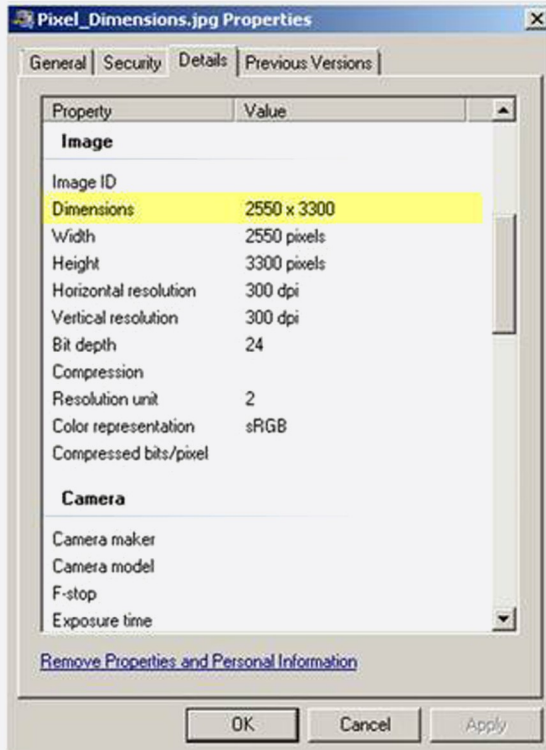 Pixel_Dimensions.jpg Properties
General Security Details Previous Versions
Property Value
Image
Image ID
Dimensions 2550 x 3300
Width 2550 pixels
Height 3300 pixels
Horizontal resolution 300 dpi
Vertical resolution 300 dpi
Bit depth 24
Compression
Resolution unit 2
Color representation sRGB
Compressed bits/pixel
Camera
Camera maker
Camera model
F-stop
Exposure time
Remove Properties and Personal Information
OK Cancel Apply